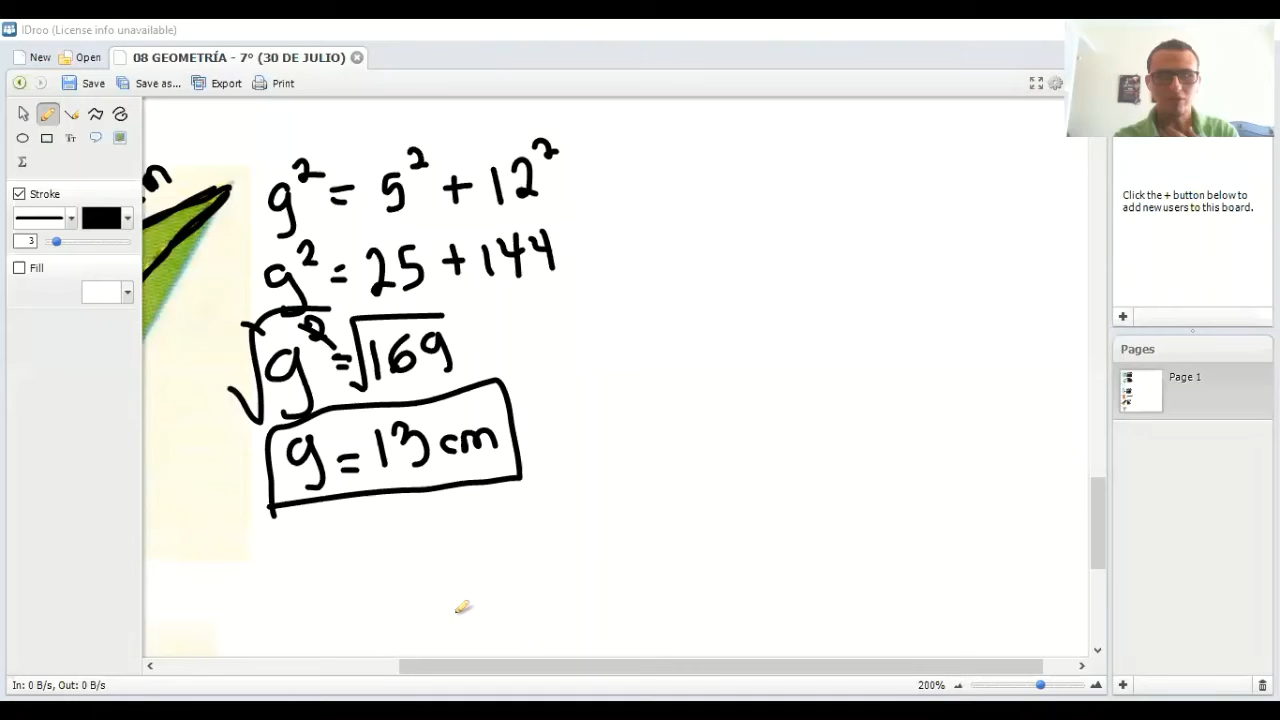 IDroo (License info unavailable)
New Open 08 GEOMETRÍA - 7º (30 DE JULIO)
Save Save as... Export Print
Tт
Σ
Stroke
3
Fill
g² = 5² + 12²
g² = 25 + 144
√g² = √169
g = 13 cm
Click the + button below to
add new users to this board.
Pages
Page 1
In: 0 B/s, Out: 0 B/s
200%